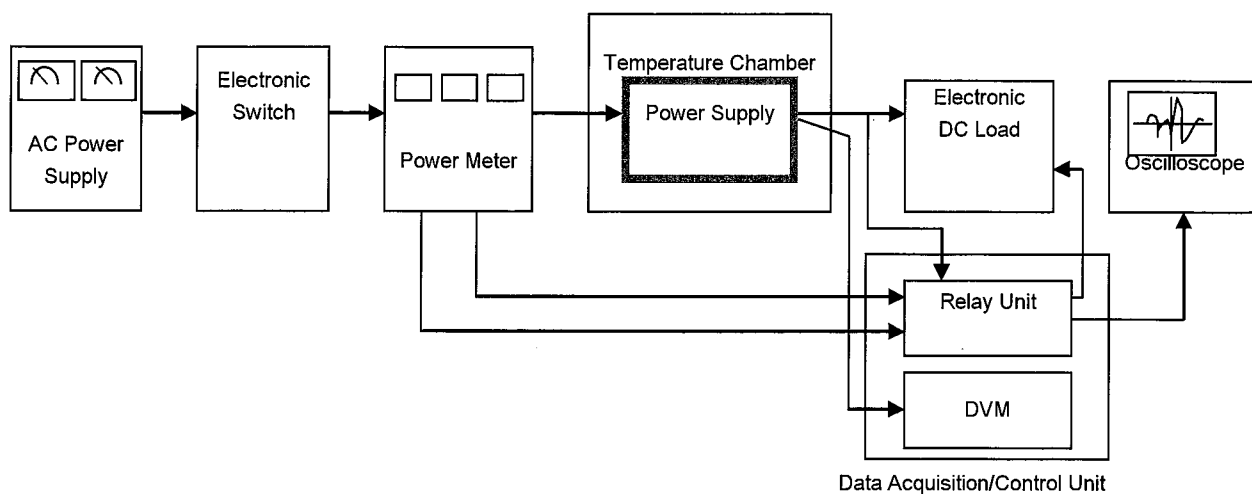 AC Power
Supply
Electronic
Switch
Power Meter
Temperature Chamber
Power Supply
Electronic
DC Load
Oscilloscope
Relay Unit
DVM
Data Acquisition/Control Unit